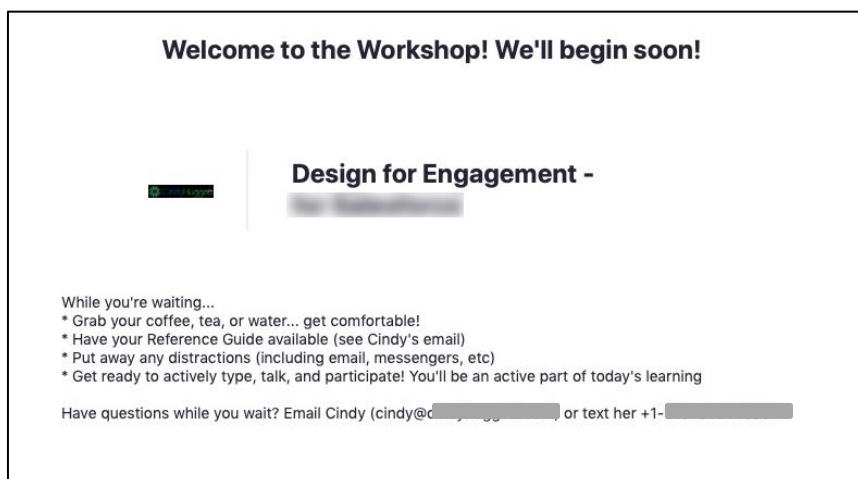 Welcome to the Workshop! We'll begin soon!
CindyHuggett
Design for Engagement -
While you're waiting...
* Grab your coffee, tea, or water... get comfortable!
* Have your Reference Guide available (see Cindy's email)
* Put away any distractions (including email, messengers, etc)
* Get ready to actively type, talk, and participate! You'll be an active part of today's learning
Have questions while you wait? Email Cindy (cindy@ or text her +1-